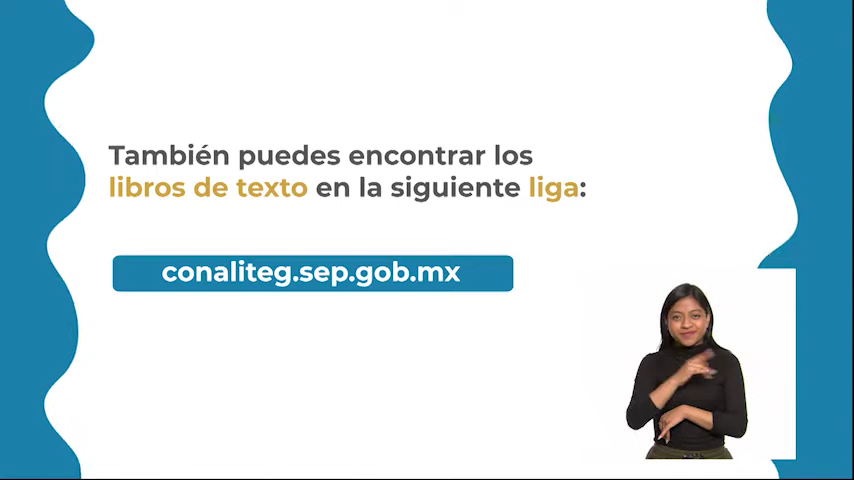 También puedes encontrar los
libros de texto en la siguiente liga:
conaliteg.sep.gob.mx